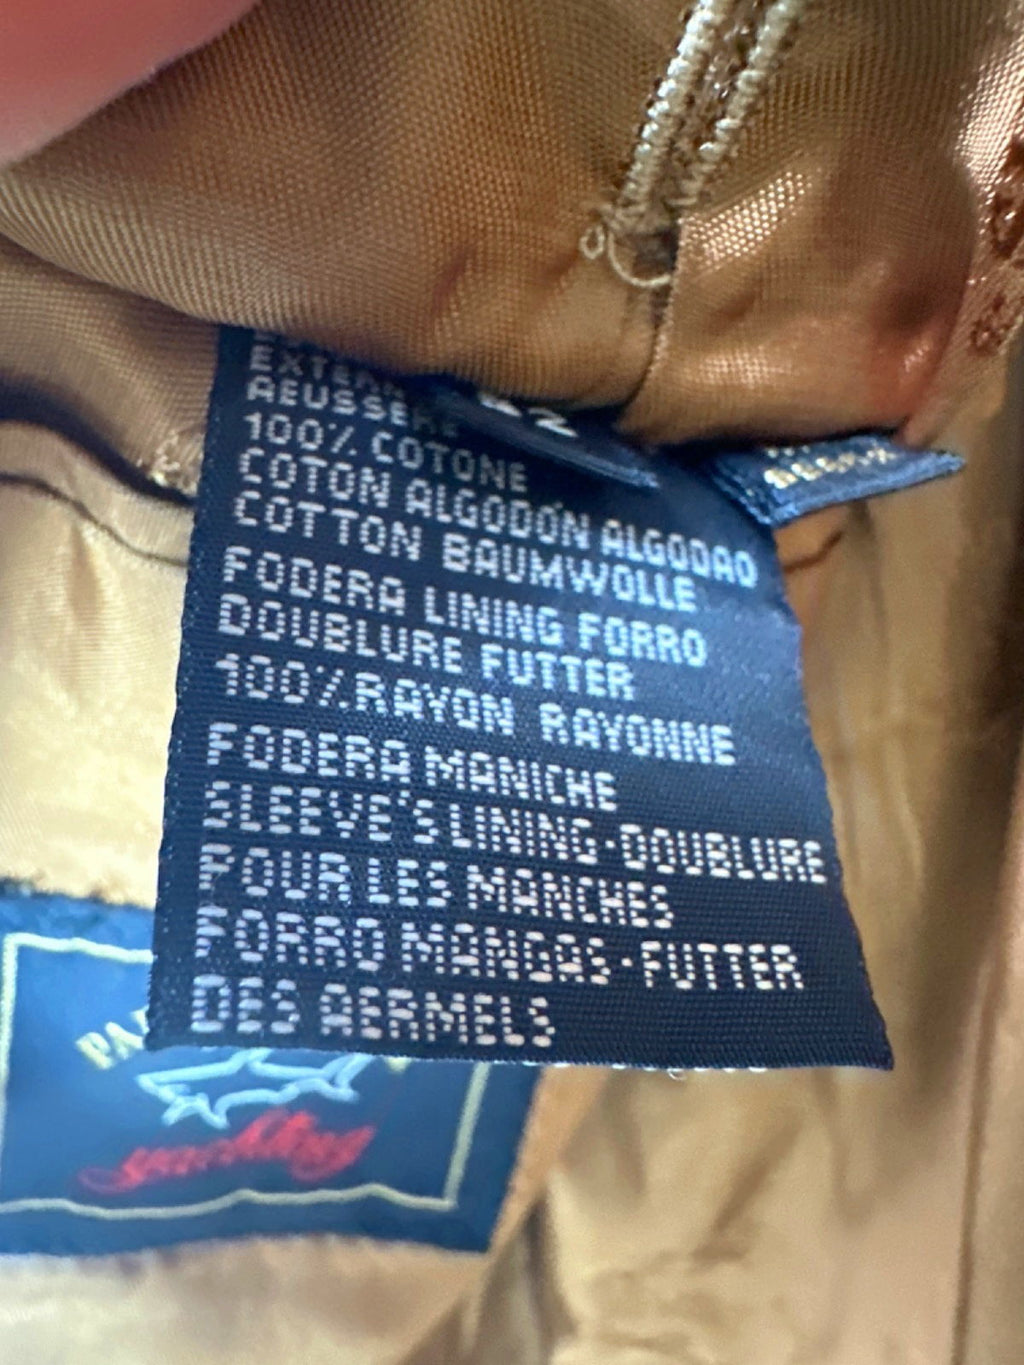 AEUSSERE
100% COTONE
COTON ALGODÓN ALGODAO
COTTON BAUMWOLLE
FODERA LINING FORRO
DOUBLURE FUTTER
100% RAYON RAYONNE
FODERA MANICHE
SLEEVE'S LINING·DOUBLURE
POUR LES MANCHES
FORRO MANGAS·FUTTER
DES AERMELS
yachting